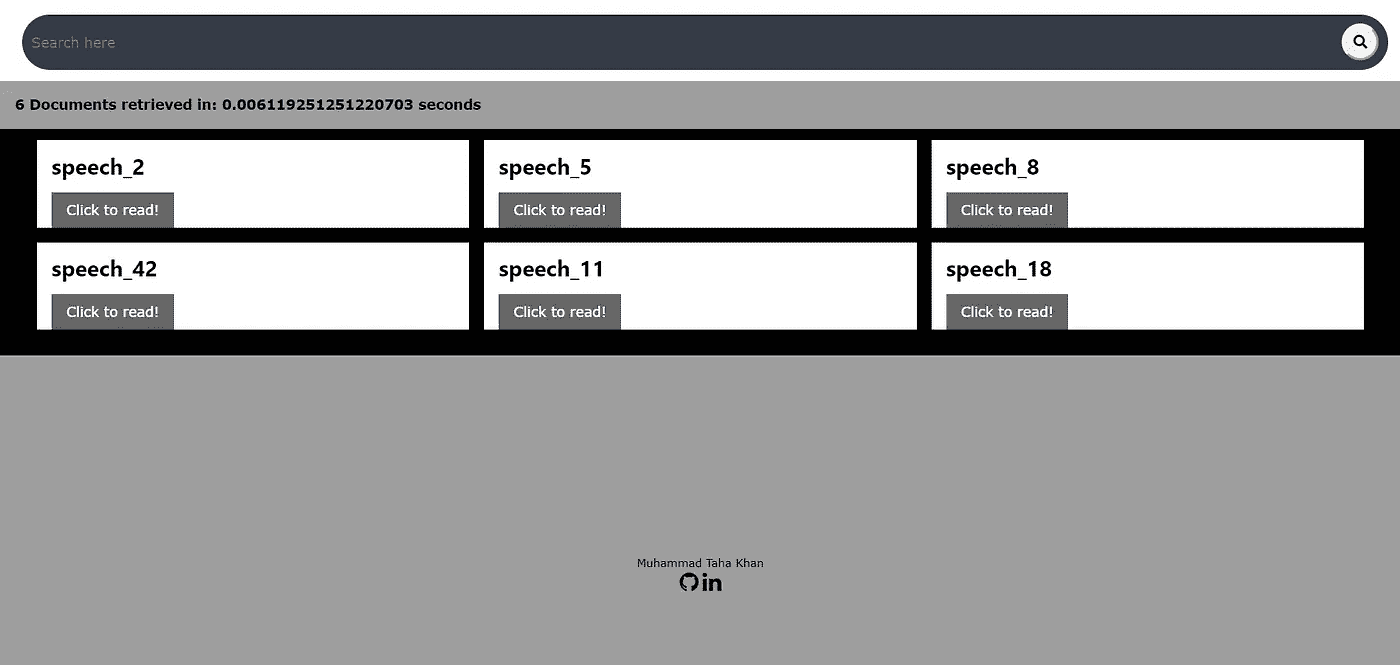 Search here
6 Documents retrieved in: 0.006119251251220703 seconds
speech_2
Click to read!
speech_5
Click to read!
speech_8
Click to read!
speech_42
Click to read!
speech_11
Click to read!
speech_18
Click to read!
Muhammad Taha Khan
in